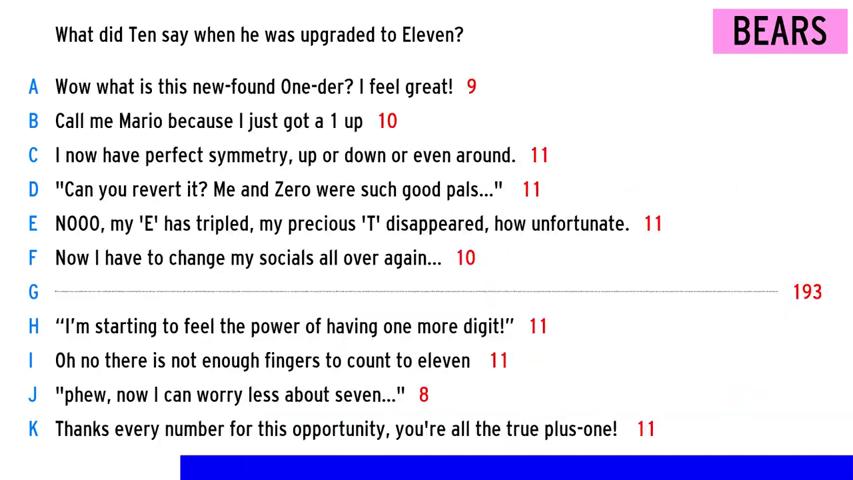 What did Ten say when he was upgraded to Eleven?
BEARS
A Wow what is this new-found One-der? I feel great! 9
B Call me Mario because I just got a 1 up 10
C I now have perfect symmetry, up or down or even around. 11
D "Can you revert it? Me and Zero were such good pals..." 11
E NOOO, my 'E' has tripled, my precious 'T' disappeared, how unfortunate. 11
F Now I have to change my socials all over again... 10
G 193
H “I’m starting to feel the power of having one more digit!” 11
I Oh no there is not enough fingers to count to eleven 11
J "phew, now I can worry less about seven..." 8
K Thanks every number for this opportunity, you're all the true plus-one! 11